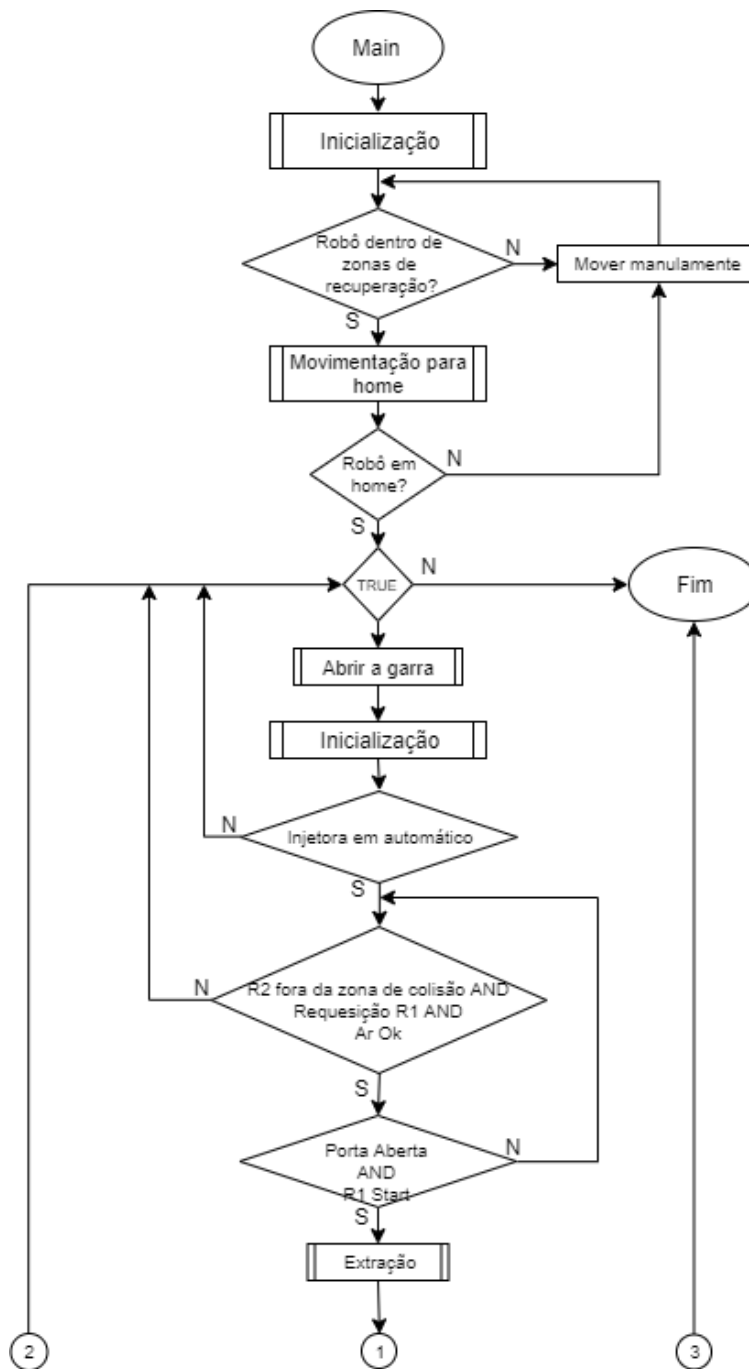 Main
Inicialização
Robô dentro de
zonas de
recuperação?
N
Mover manulamente
S
Movimentação para
home
Robô em
home?
N
S
TRUE
N
Fim
Abrir a garra
Inicialização
Injetora em automático
N
S
R2 fora da zona de colisão AND
Requesição R1 AND
Ar Ok
N
S
Porta Aberta
AND
R1 Start
N
S
Extração
2
1
3